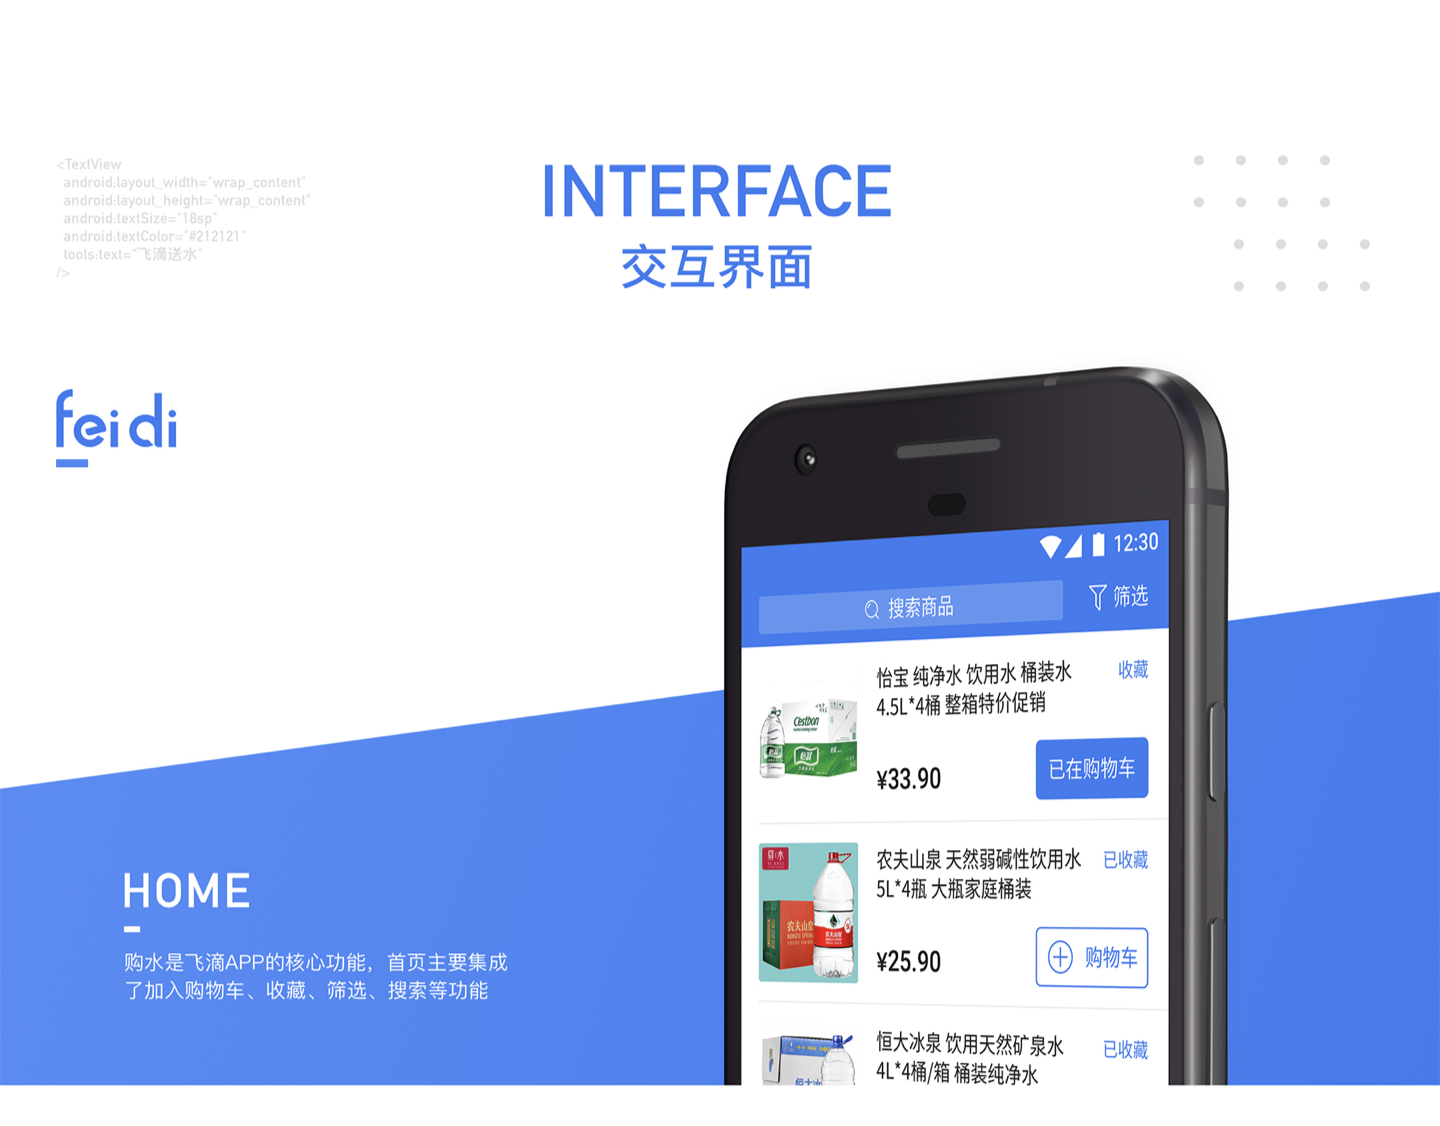 <TextView
android:layout_width="wrap_content"
android:layout_height="wrap_content"
android:textSize="18sp"
android:textColor="#212121"
tools:text="飞滴送水"
/>
INTERFACE
交互界面
feidi
12:30
搜索商品
筛选
怡宝 纯净水 饮用水 桶装水
4.5L*4桶 整箱特价促销
收藏
Cestbon
怡宝
¥33.90
已在购物车
农夫山泉 天然弱碱性饮用水
5L*4瓶 大瓶家庭桶装
已收藏
农夫山泉
¥25.90
购物车
恒大冰泉 饮用天然矿泉水
4L*4桶/箱 桶装纯净水
已收藏
HOME
购水是飞滴APP的核心功能，首页主要集成
了加入购物车、收藏、筛选、搜索等功能